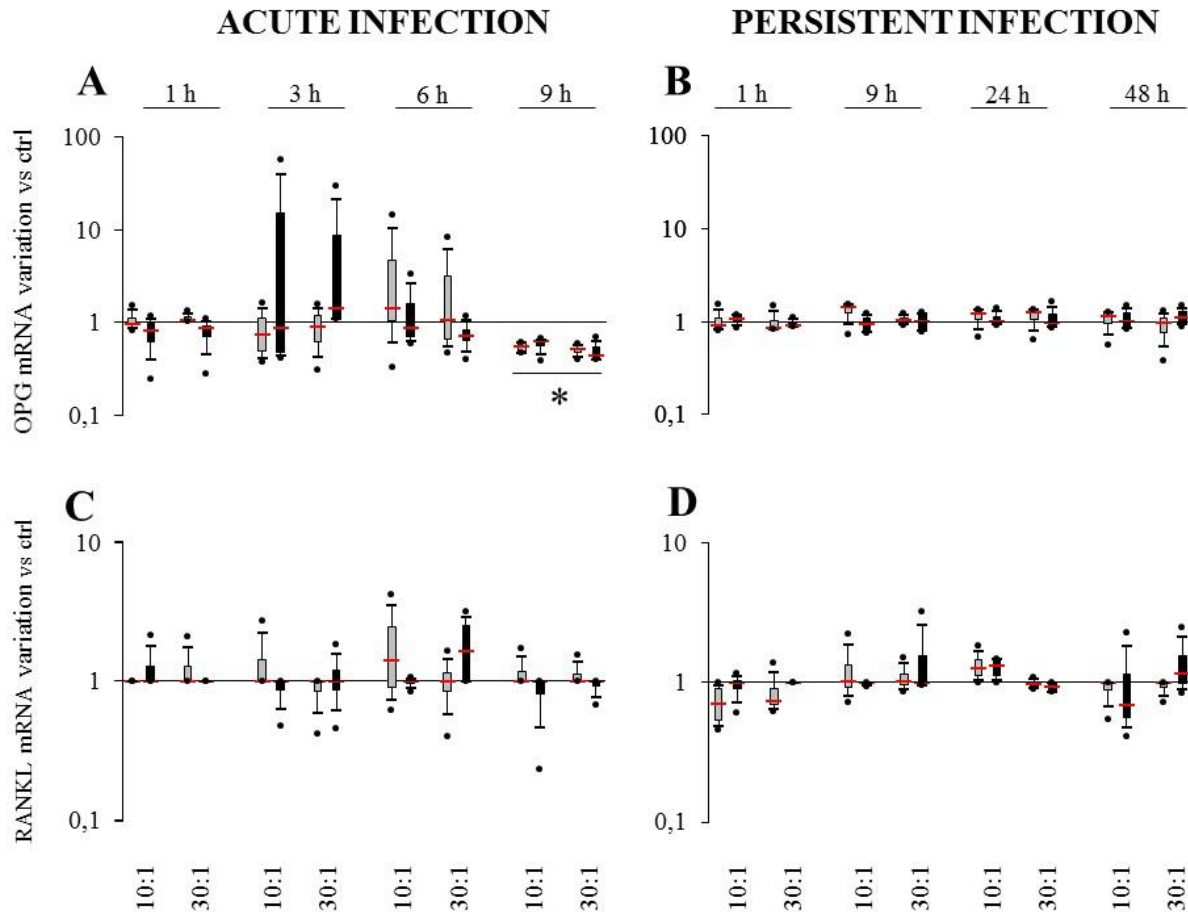 ACUTE INFECTION
PERSISTENT INFECTION
A
1 h
3 h
6 h
9 h
OPG mRNA variation vs ctrl
100
10
1
0,1
*
B
1 h
9 h
24 h
48 h
100
10
1
0,1
C
RANKL mRNA variation vs ctrl
10
1
0,1
10:1
30:1
10:1
30:1
10:1
30:1
10:1
30:1
D
10
1
0,1
10:1
30:1
10:1
30:1
10:1
30:1
10:1
30:1